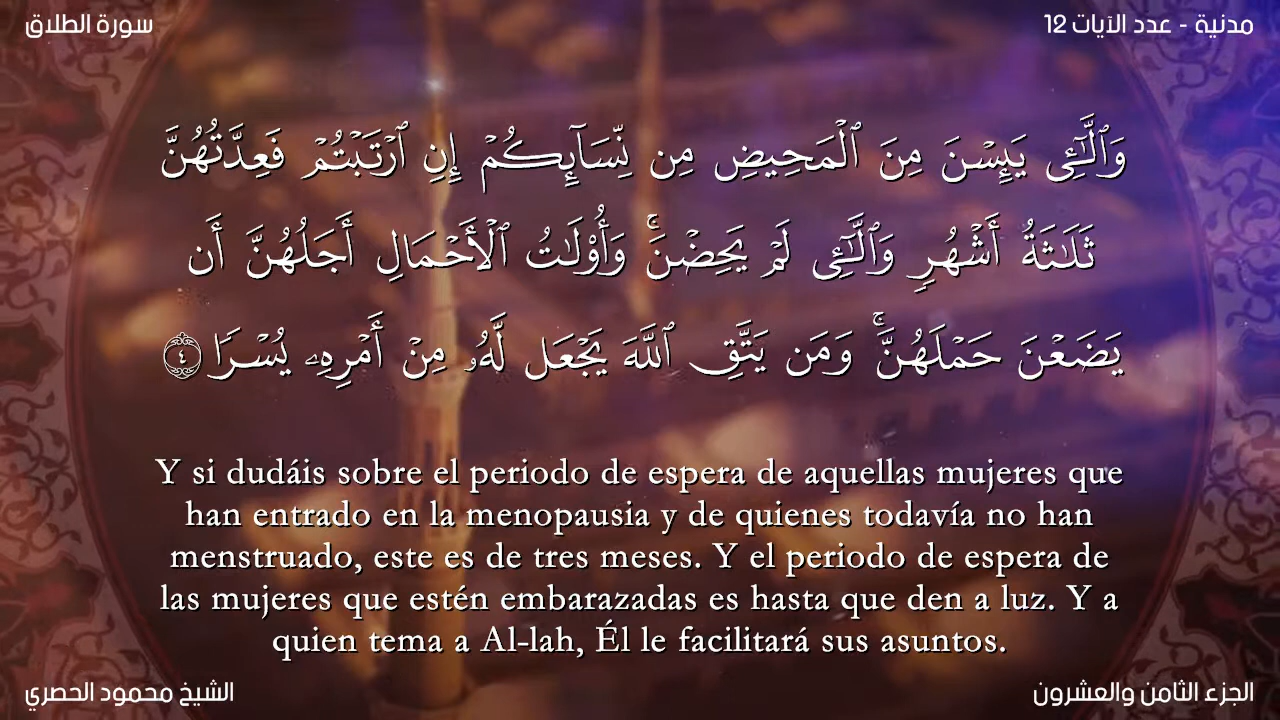 مدنية - عدد الآيات 12
سورة الطلاق
وَٱلَّٰٓـِٔى يَئِسْنَ مِنَ ٱلْمَحِيضِ مِن نِّسَآئِكُمْ إِنِ ٱرْتَبْتُمْ فَعِدَّتُهُنَّ
ثَلَٰثَةُ أَشْهُرٍ وَٱلَّٰٓـِٔى لَمْ يَحِضْنَ ۚ وَأُو۟لَٰتُ ٱلْأَحْمَالِ أَجَلُهُنَّ أَن
يَضَعْنَ حَمْلَهُنَّ ۚ وَمَن يَتَّقِ ٱللَّهَ يَجْعَل لَّهُۥ مِنْ أَمْرِهِۦ يُسْرًا ٤
Y si dudáis sobre el periodo de espera de aquellas mujeres que
han entrado en la menopausia y de quienes todavía no han
menstruado, este es de tres meses. Y el periodo de espera de
las mujeres que estén embarazadas es hasta que den a luz. Y a
quien tema a Al-lah, Él le facilitará sus asuntos.
الجزء الثامن والعشرون
الشيخ محمود الحصري